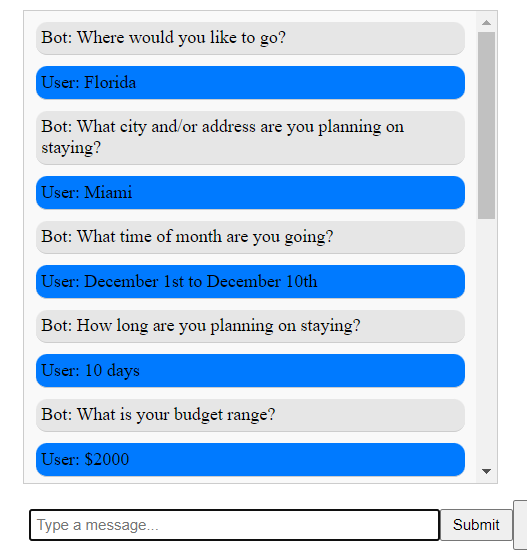 Bot: Where would you like to go?
User: Florida
Bot: What city and/or address are you planning on
staying?
User: Miami
Bot: What time of month are you going?
User: December 1st to December 10th
Bot: How long are you planning on staying?
User: 10 days
Bot: What is your budget range?
User: $2000
Type a message...
Submit